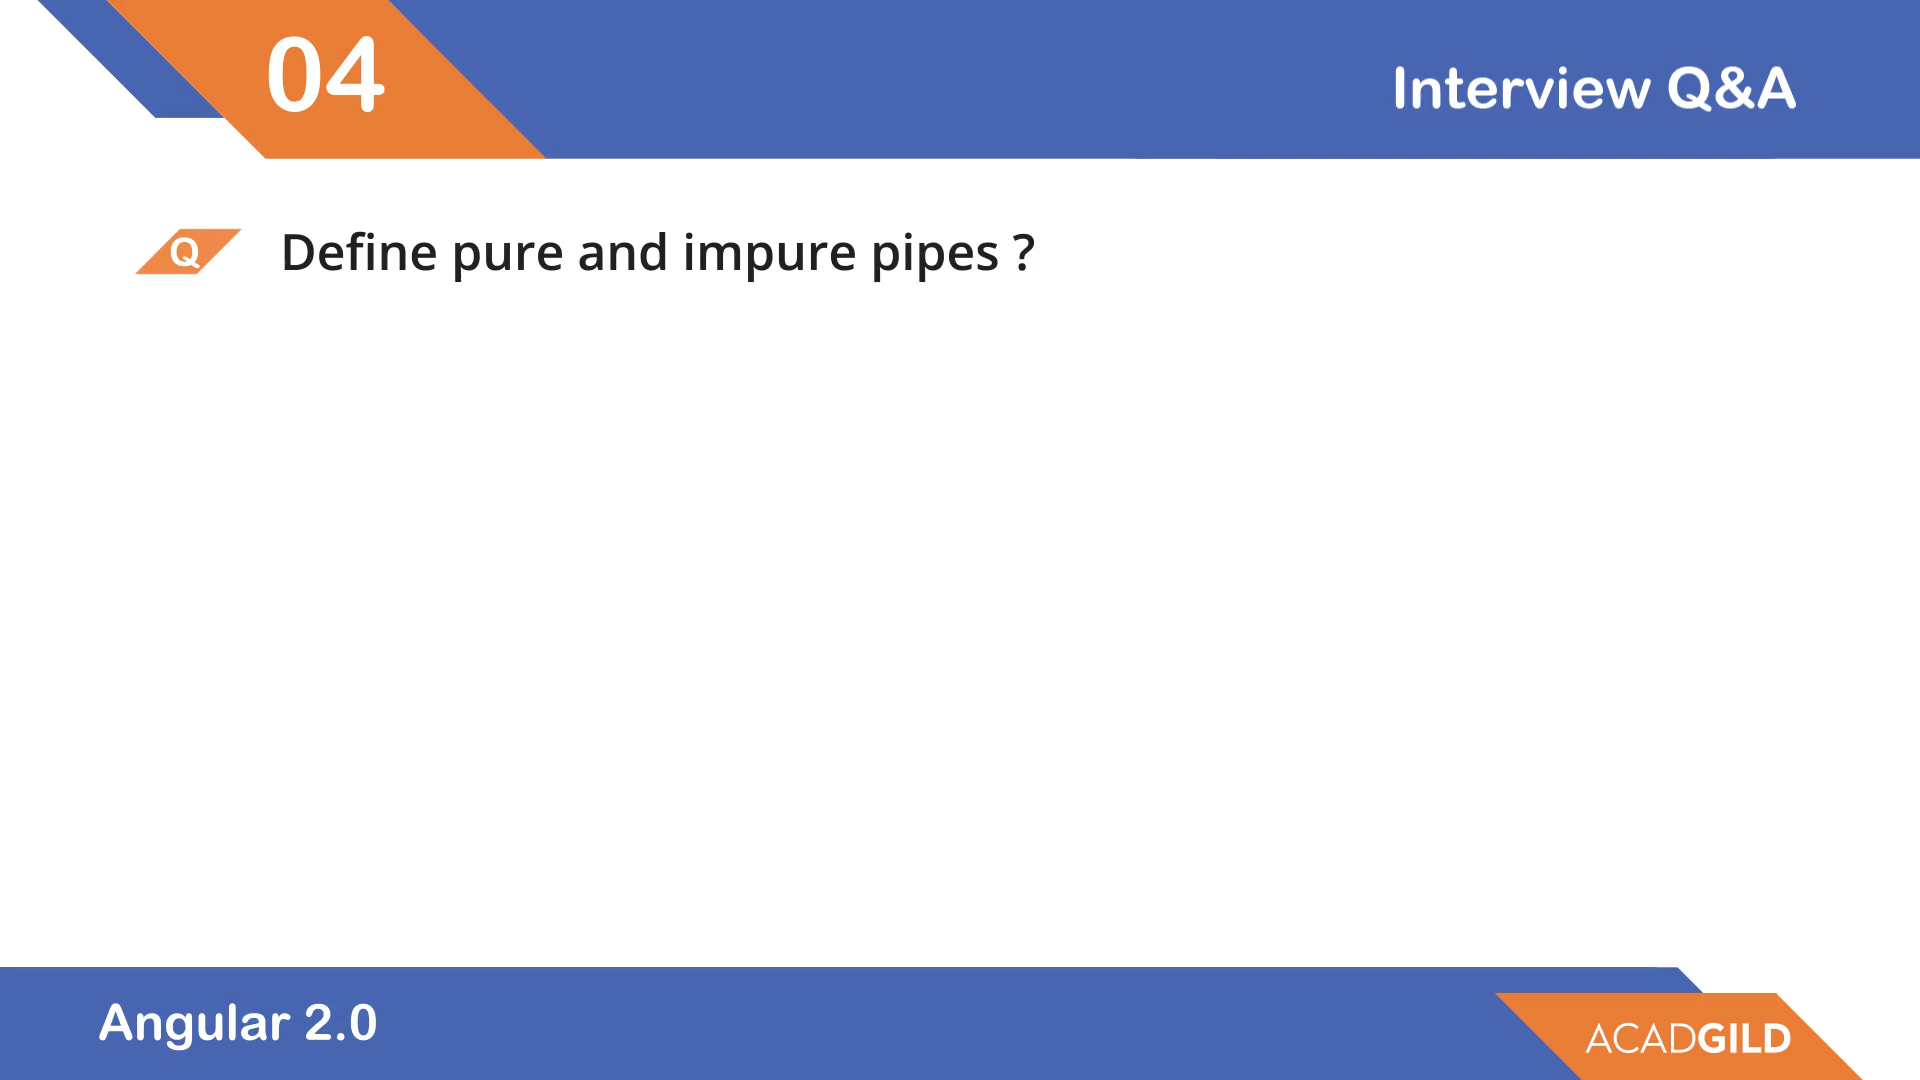 04
Interview Q&A
Q
Define pure and impure pipes ?
Angular 2.0
ACADGILD